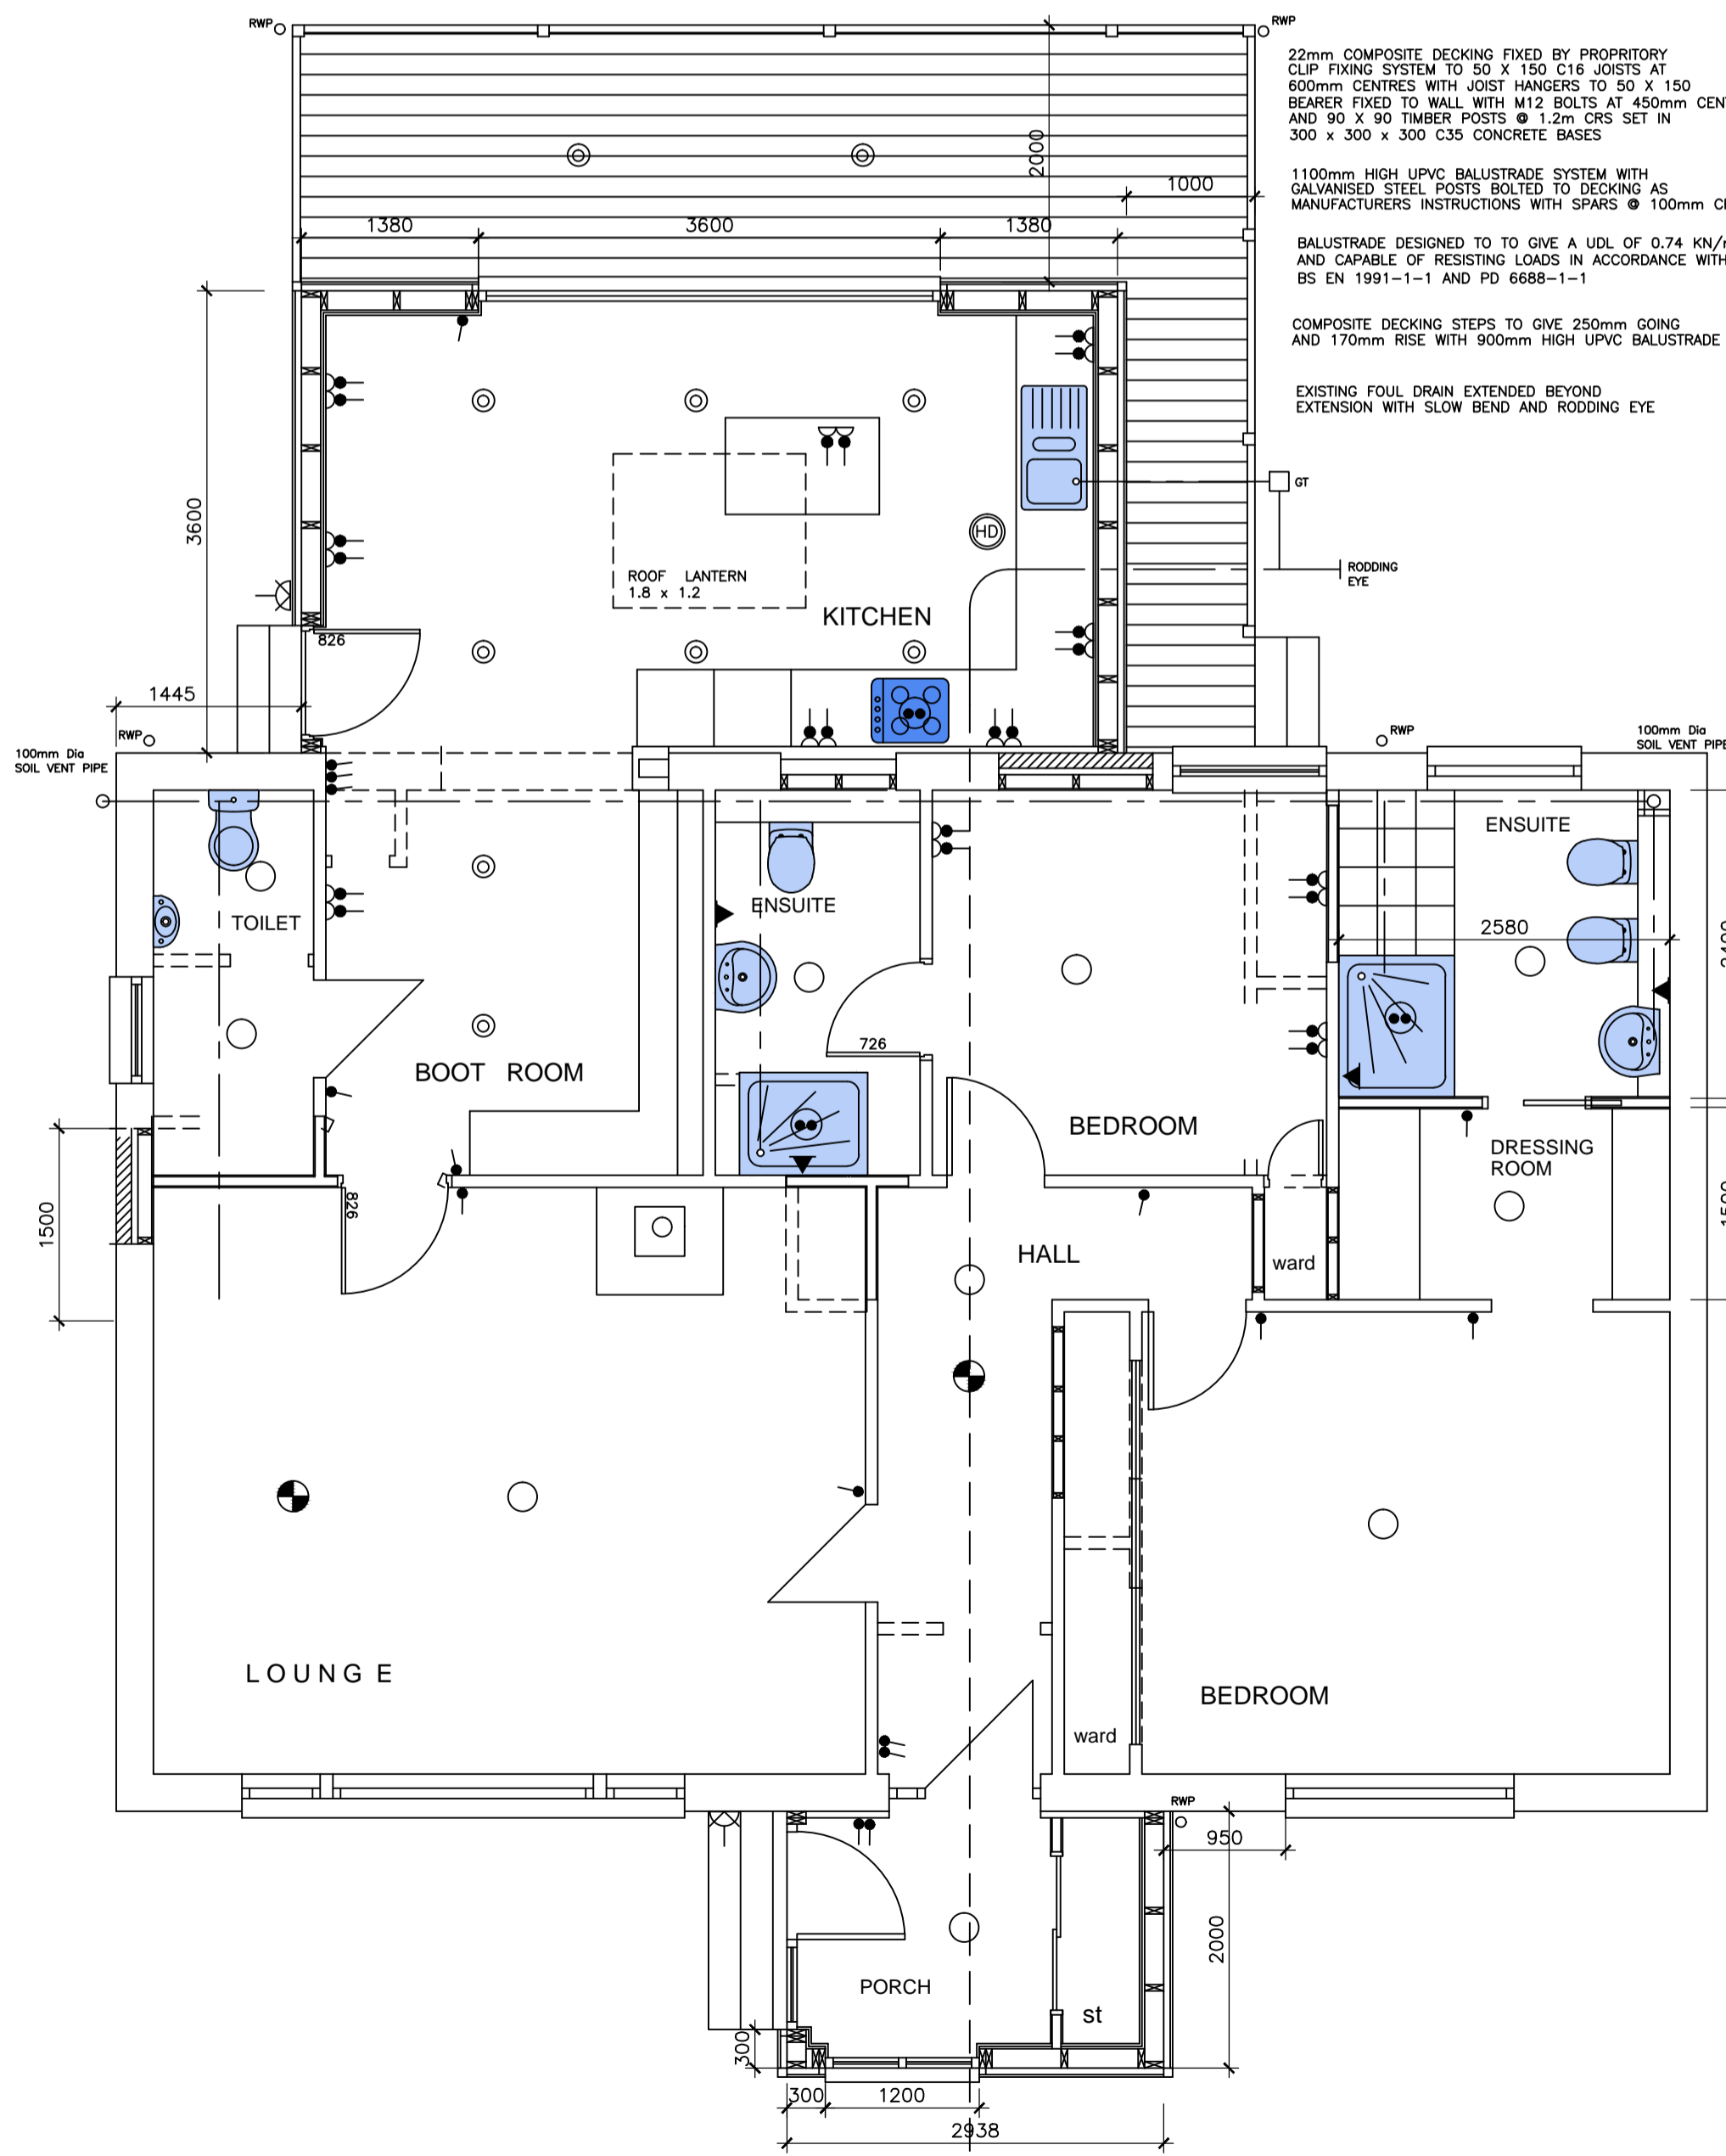 RWP
RWP
22mm COMPOSITE DECKING FIXED BY PROPRITORY
CLIP FIXING SYSTEM TO 50 X 150 C16 JOISTS AT
600mm CENTRES WITH JOIST HANGERS TO 50 X 150
BEARER FIXED TO WALL WITH M12 BOLTS AT 450mm CEN
AND 90 X 90 TIMBER POSTS @ 1.2m CRS SET IN
300 x 300 x 300 C35 CONCRETE BASES
2000
1100mm HIGH UPVC BALUSTRADE SYSTEM WITH
GALVANISED STEEL POSTS BOLTED TO DECKING AS
MANUFACTURERS INSTRUCTIONS WITH SPARS @ 100mm
1000
1380
3600
1380
BALUSTRADE DESIGNED TO TO GIVE A UDL OF 0.74 KN/
AND CAPABLE OF RESISTING LOADS IN ACCORDANCE WITH
BS EN 1991-1-1 AND PD 6688-1-1
COMPOSITE DECKING STEPS TO GIVE 250mm GOING
AND 170mm RISE WITH 900mm HIGH UPVC BALUSTRADE
EXISTING FOUL DRAIN EXTENDED BEYOND
EXTENSION WITH SLOW BEND AND RODDING EYE
GT
3600
HD
RODDING
EYE
ROOF LANTERN
1.8 x 1.2
KITCHEN
826
1445
RWP
RWP
100mm Dia
SOIL VENT PIPE
100mm Dia
SOIL VENT PIPE
ENSUITE
ENSUITE
TOILET
2580
2400
726
BOOT ROOM
BEDROOM
DRESSING
ROOM
826
1500
1500
HALL
ward
LOUNGE
BEDROOM
ward
RWP
950
2000
PORCH
st
300
300
1200
2938